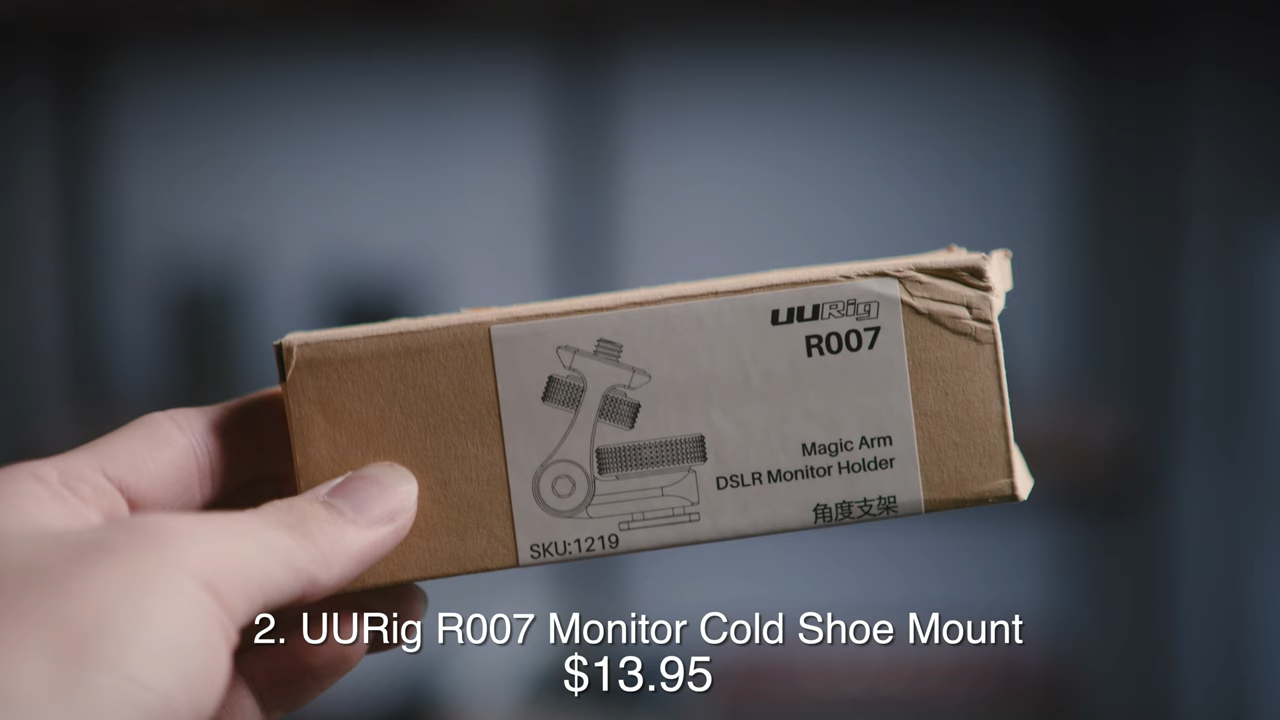 uuRig
R007
Magic Arm
DSLR Monitor Holder
角度支架
SKU:1219
2. UURig R007 Monitor Cold Shoe Mount
$13.95